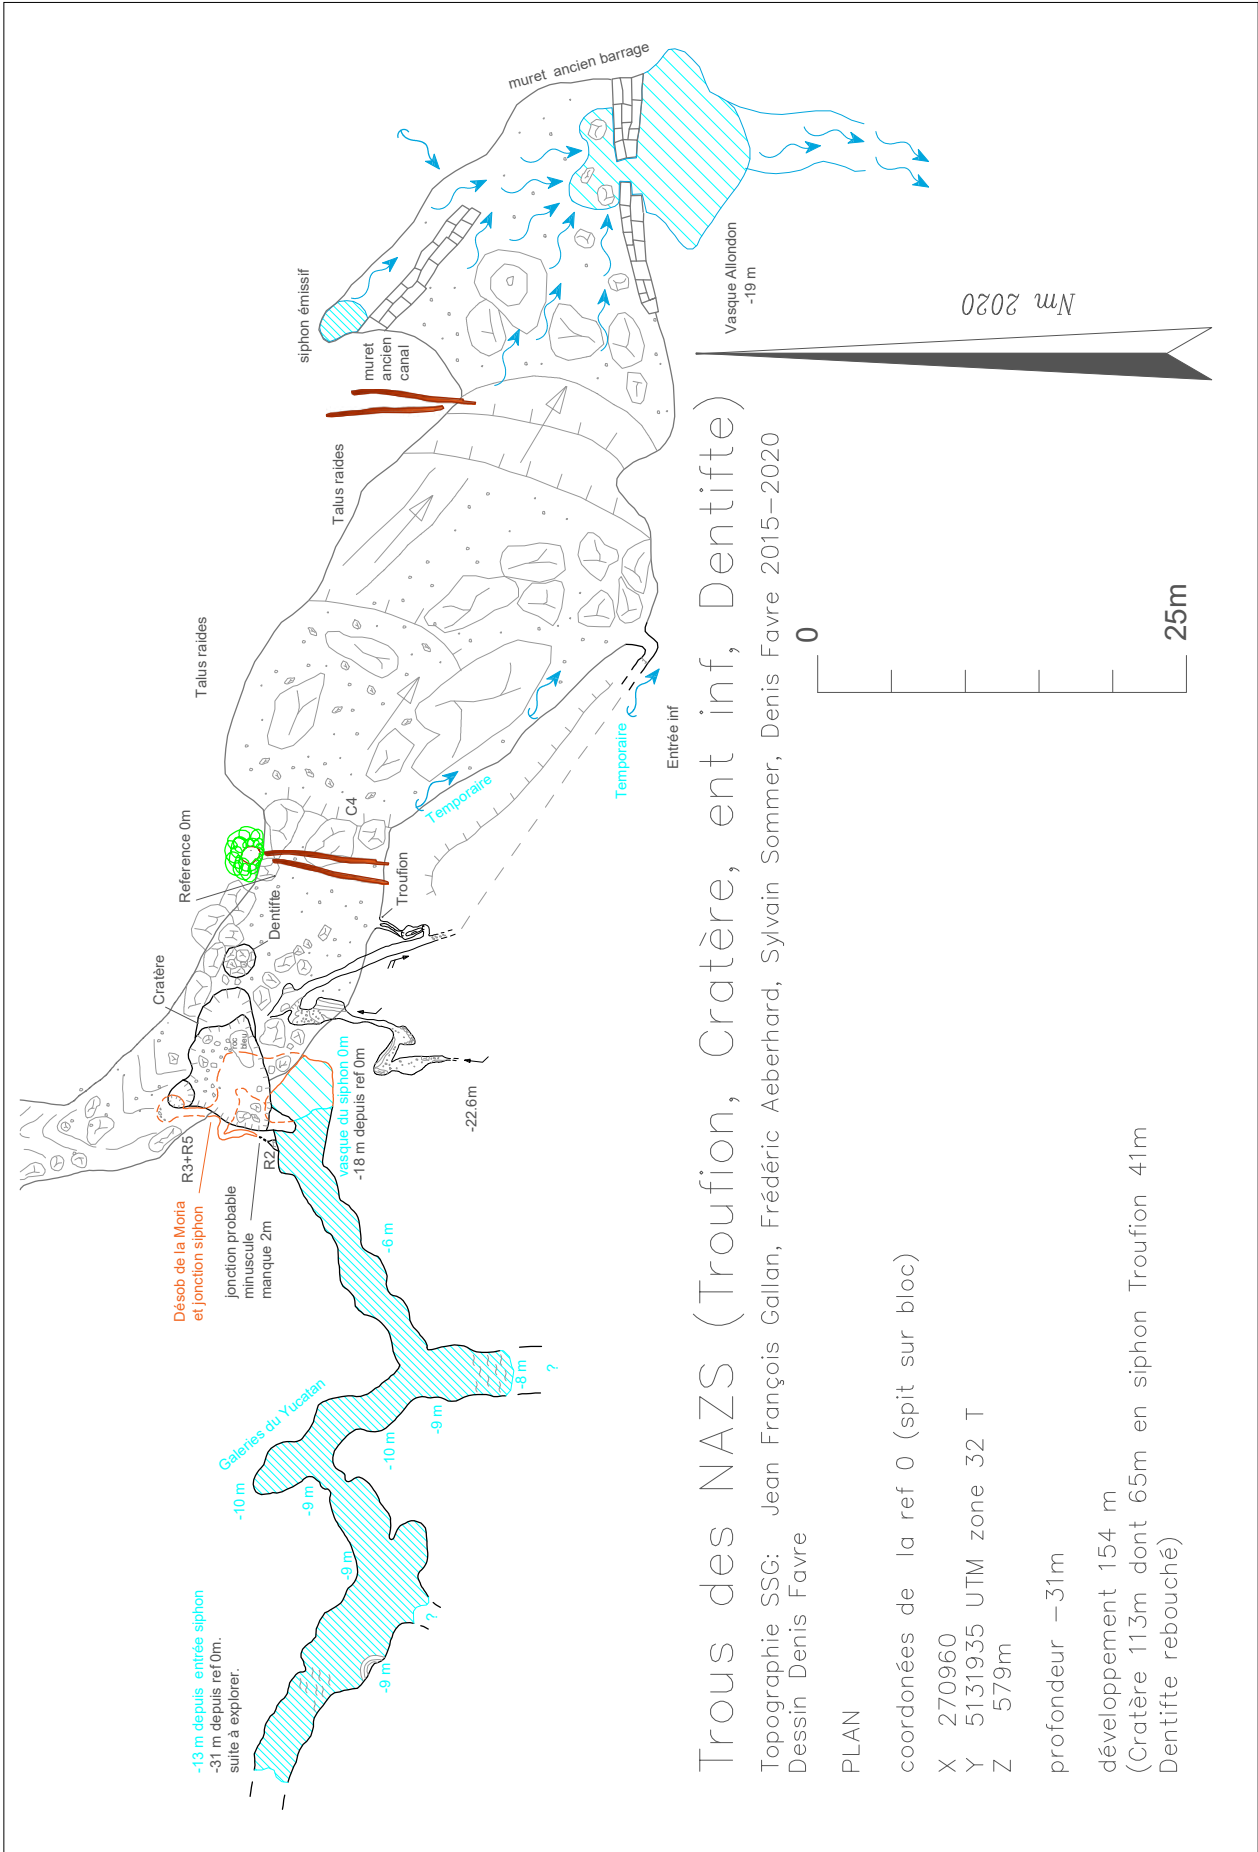 -13 m depuis entrée siphon
-31 m depuis ref 0m.
suite à explorer.
-9 m
?
-9 m
-10 m
-9 m
Galeries du Yucatan
-10 m
-9 m
-8 m
?
-6 m
Désob de la Moria
et jonction siphon
jonction probable
minuscule
manque 2m
R3+R5
R2
vasque du siphon 0m
-18 m depuis ref 0m
-22.6m
Cratère
roc
bleu
Reference 0m
Dentifte
Troufion
C4
Temporaire
Temporaire
Entrée inf
Talus raides
Talus raides
Talus raides
siphon émissif
muret
ancien
canal
muret ancien barrage
Vasque Allondon
-19 m
Nm 2020
Trous des NAZS (Troufion, Cratère, ent inf, Dentifte)
Topographie SSG: Jean François Gallan, Frédéric Aeberhard, Sylvain Sommer, Denis Favre 2015-2020
Dessin Denis Favre
PLAN
coordonées de la ref 0 (spit sur bloc)
X 270960
Y 5131935 UTM zone 32 T
Z 579m
profondeur -31m
développement 154 m
(Cratère 113m dont 65m en siphon Troufion 41m
Dentifte rebouché)
0
25m